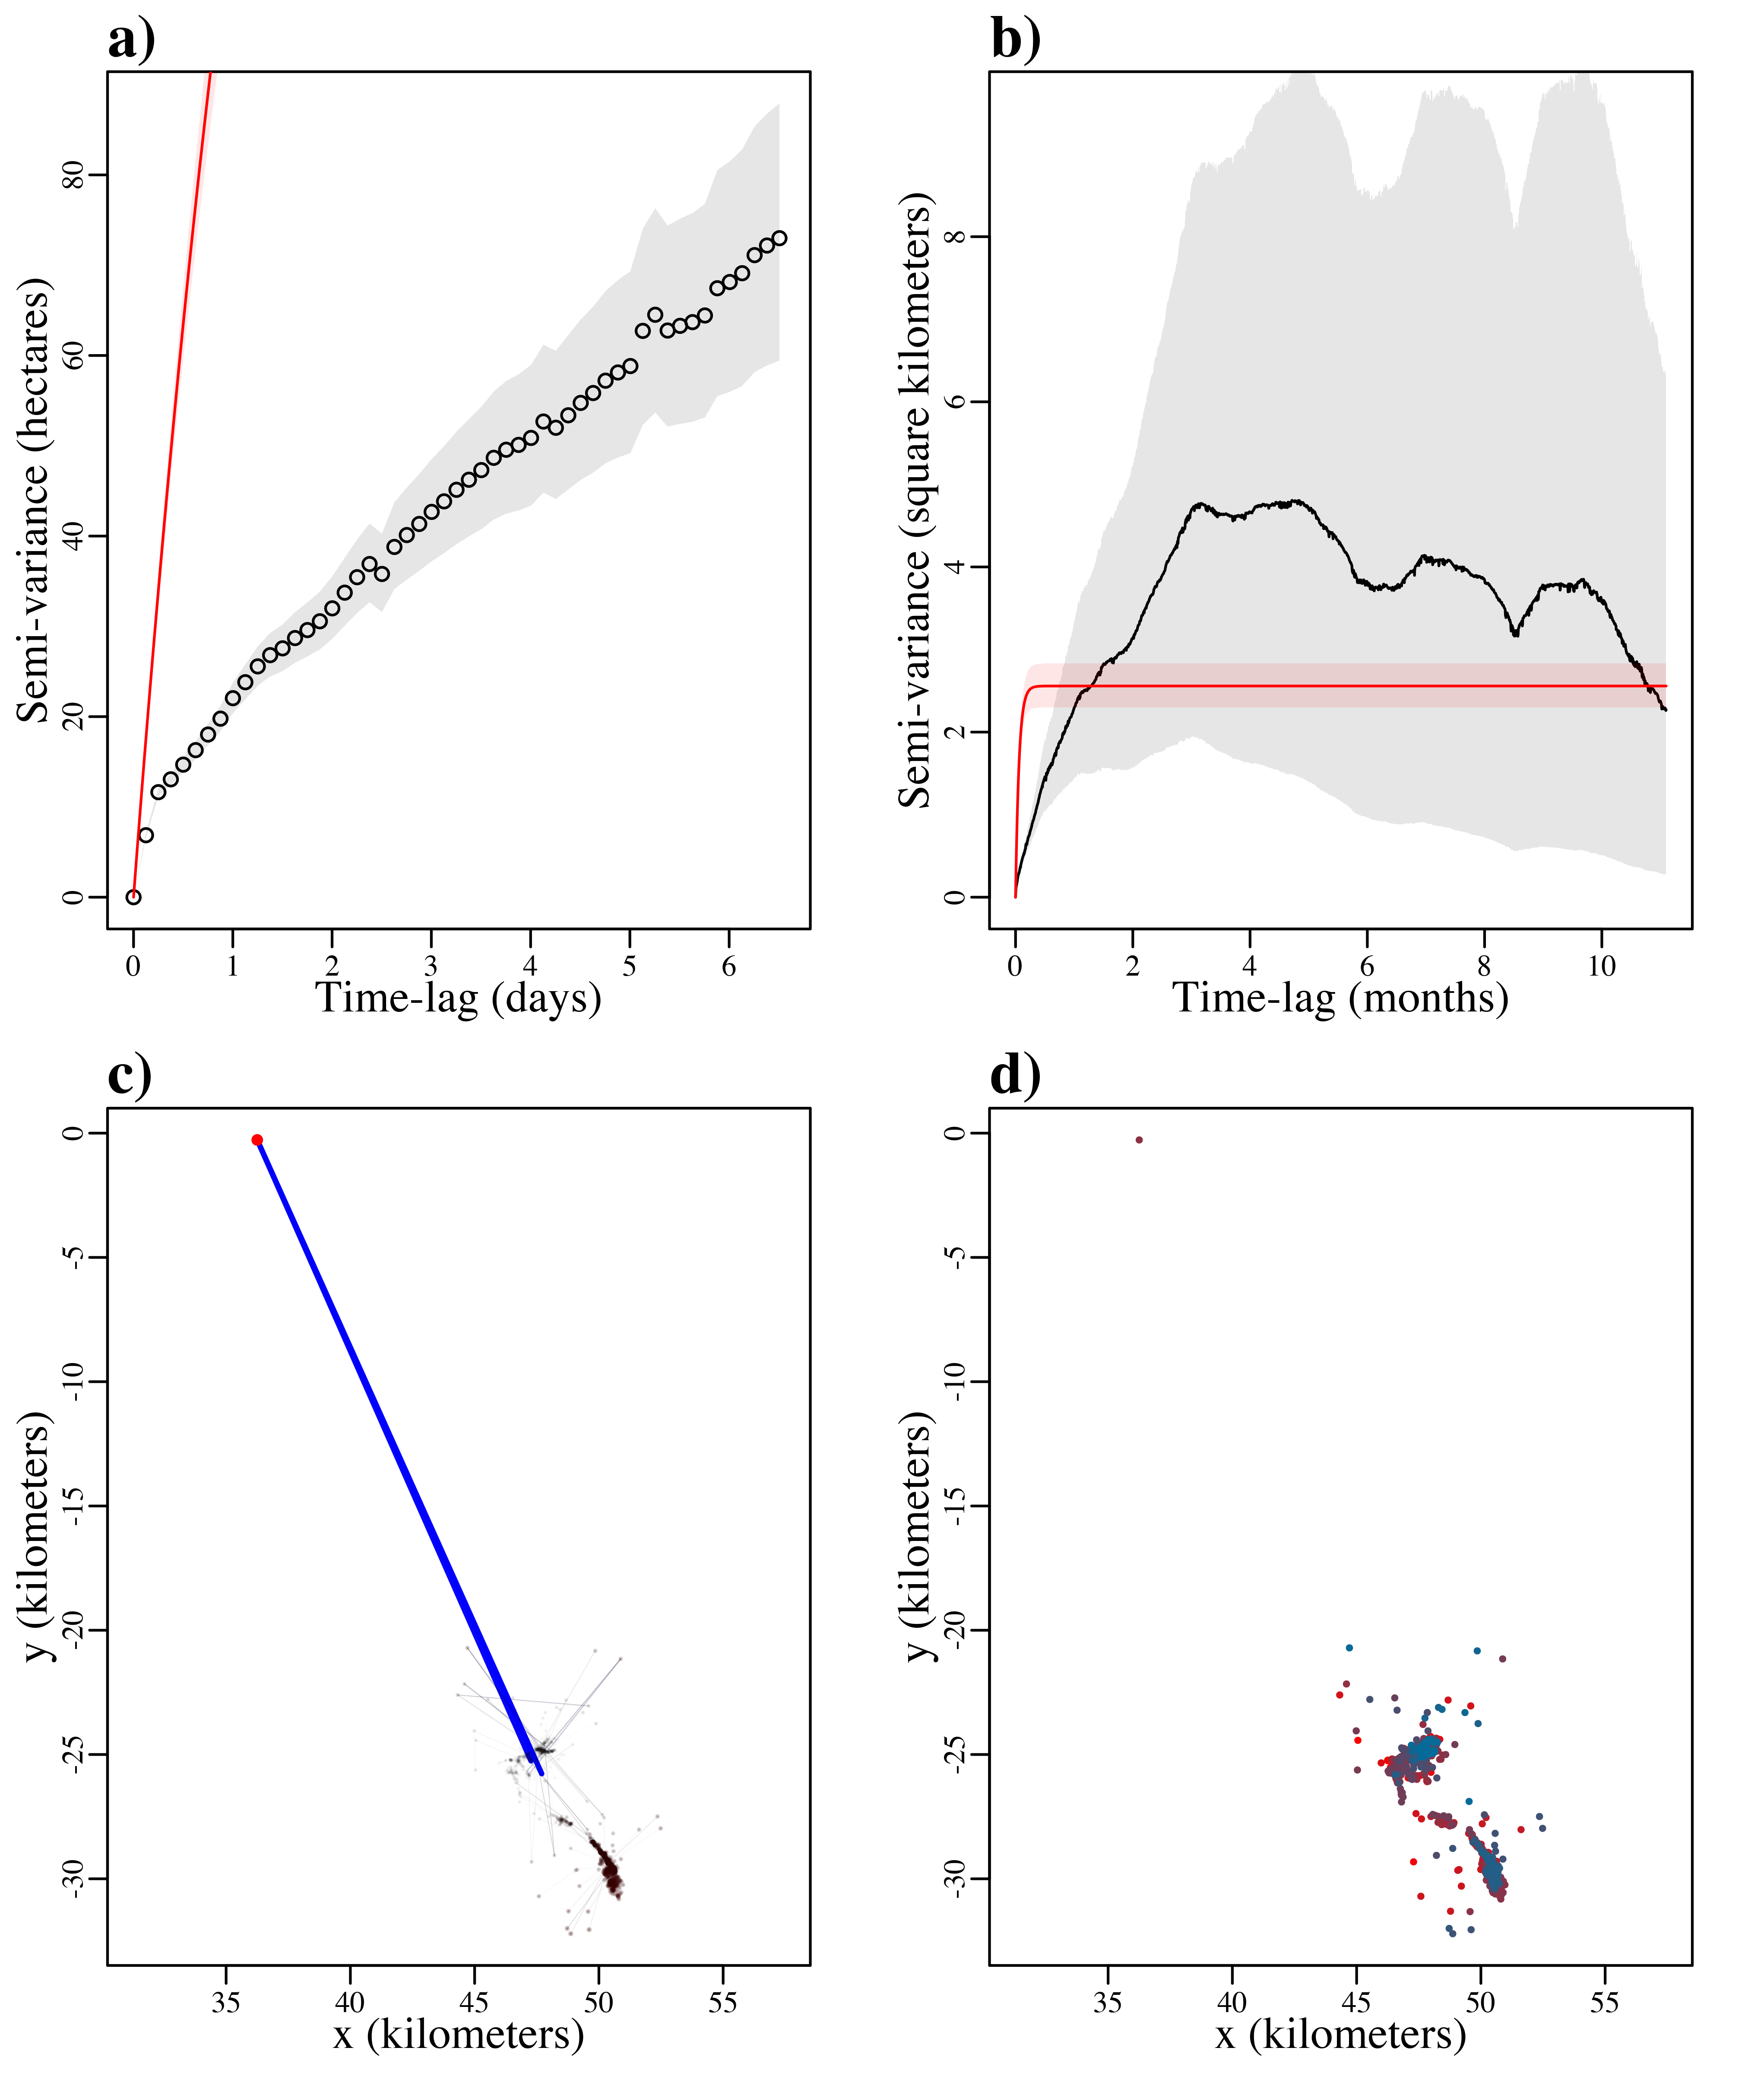 a)
Semi-variance (hectares)
80
60
40
20
0
0 1 2 3 4 5 6
Time-lag (days)
b)
Semi-variance (square kilometers)
8
6
4
2
0
0 2 4 6 8 10
Time-lag (months)
c)
y (kilometers)
0
-5
-10
-15
-20
-25
-30
35 40 45 50 55
x (kilometers)
d)
y (kilometers)
0
-5
-10
-15
-20
-25
-30
35 40 45 50 55
x (kilometers)